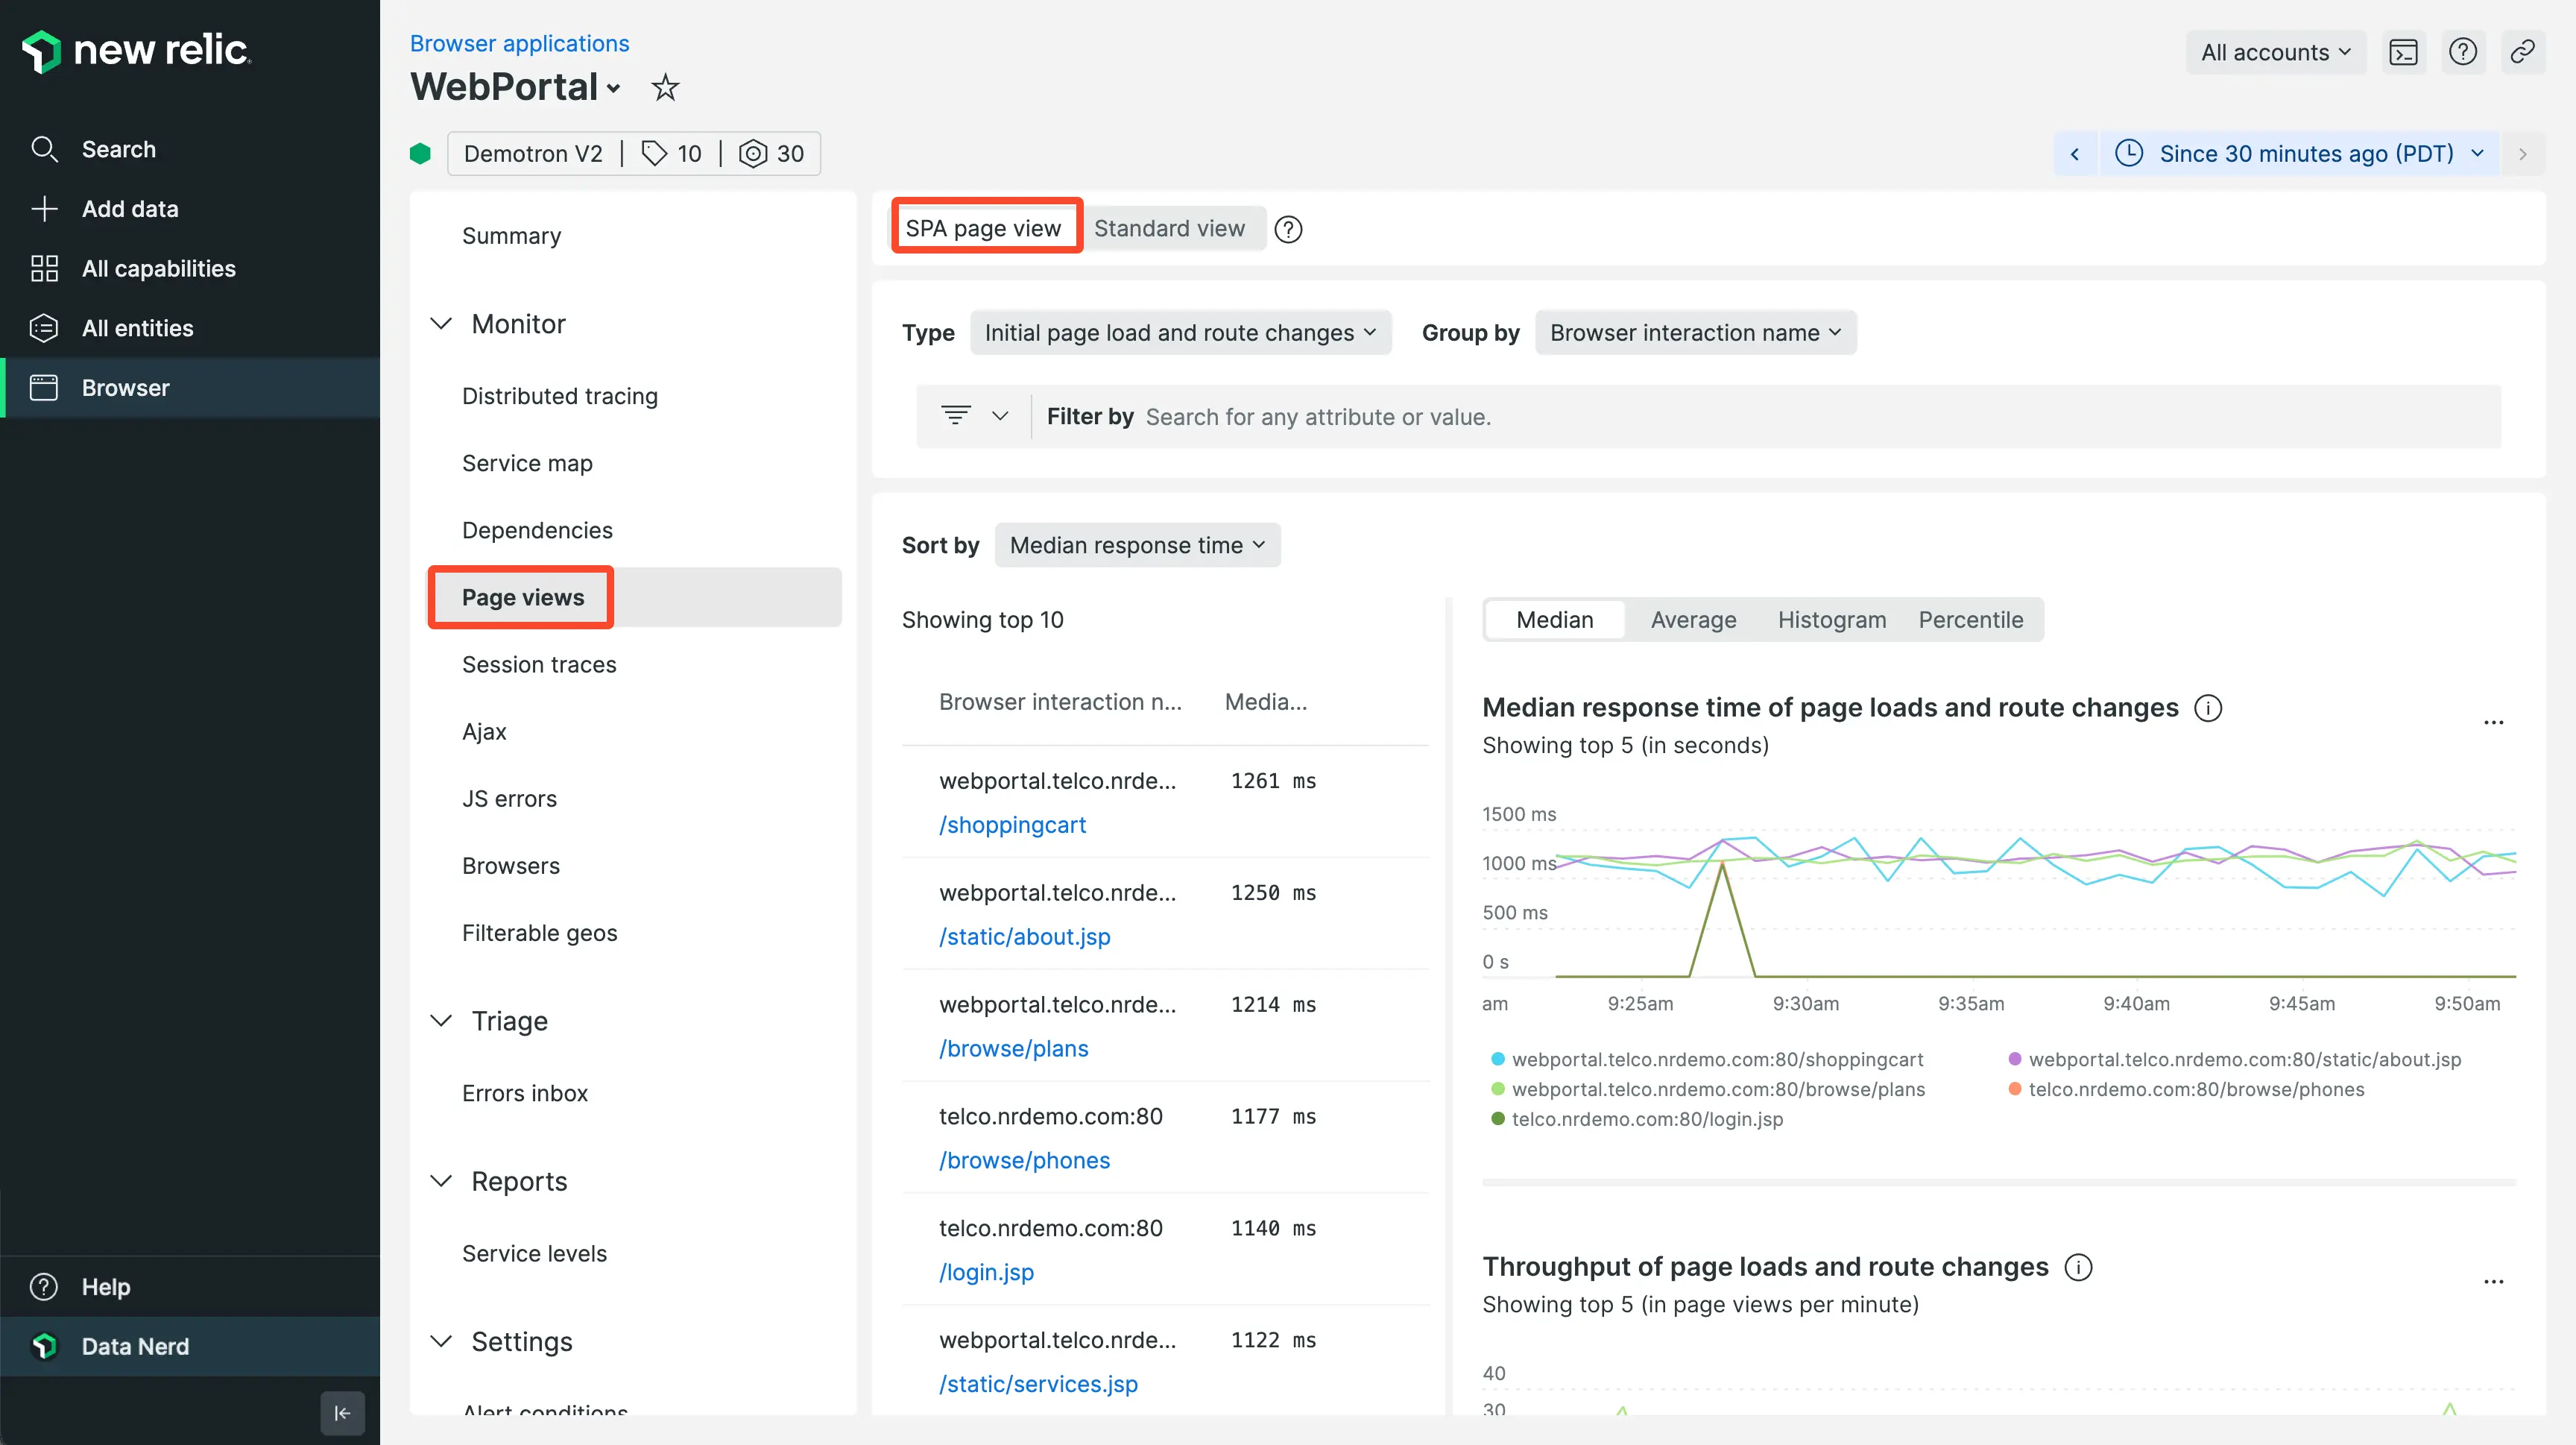 new relic
Search
Add data
All capabilities
All entities
Browser
Help
Data Nerd
Browser applications
WebPortal
Demotron V2 | 10 | 30
All accounts
Since 30 minutes ago (PDT)
Summary
Monitor
Distributed tracing
Service map
Dependencies
Page views
Session traces
Ajax
JS errors
Browsers
Filterable geos
Triage
Errors inbox
Reports
Service levels
Settings
Alert conditions
SPA page view
Standard view
Type Initial page load and route changes Group by Browser interaction name
Filter by Search for any attribute or value.
Sort by Median response time
Showing top 10
Browser interaction n... Media...
webportal.telco.nrde... 1261 ms
/shoppingcart
webportal.telco.nrde... 1250 ms
/static/about.jsp
webportal.telco.nrde... 1214 ms
/browse/plans
telco.nrdemo.com:80 1177 ms
/browse/phones
telco.nrdemo.com:80 1140 ms
/login.jsp
webportal.telco.nrde... 1122 ms
/static/services.jsp
Median Average Histogram Percentile
Median response time of page loads and route changes
Showing top 5 (in seconds)
1500 ms
1000 ms
500 ms
0 s
am 9:25am 9:30am 9:35am 9:40am 9:45am 9:50am
webportal.telco.nrdemo.com:80/shoppingcart
webportal.telco.nrdemo.com:80/static/about.jsp
webportal.telco.nrdemo.com:80/browse/plans
telco.nrdemo.com:80/browse/phones
telco.nrdemo.com:80/login.jsp
Throughput of page loads and route changes
Showing top 5 (in page views per minute)
40
30